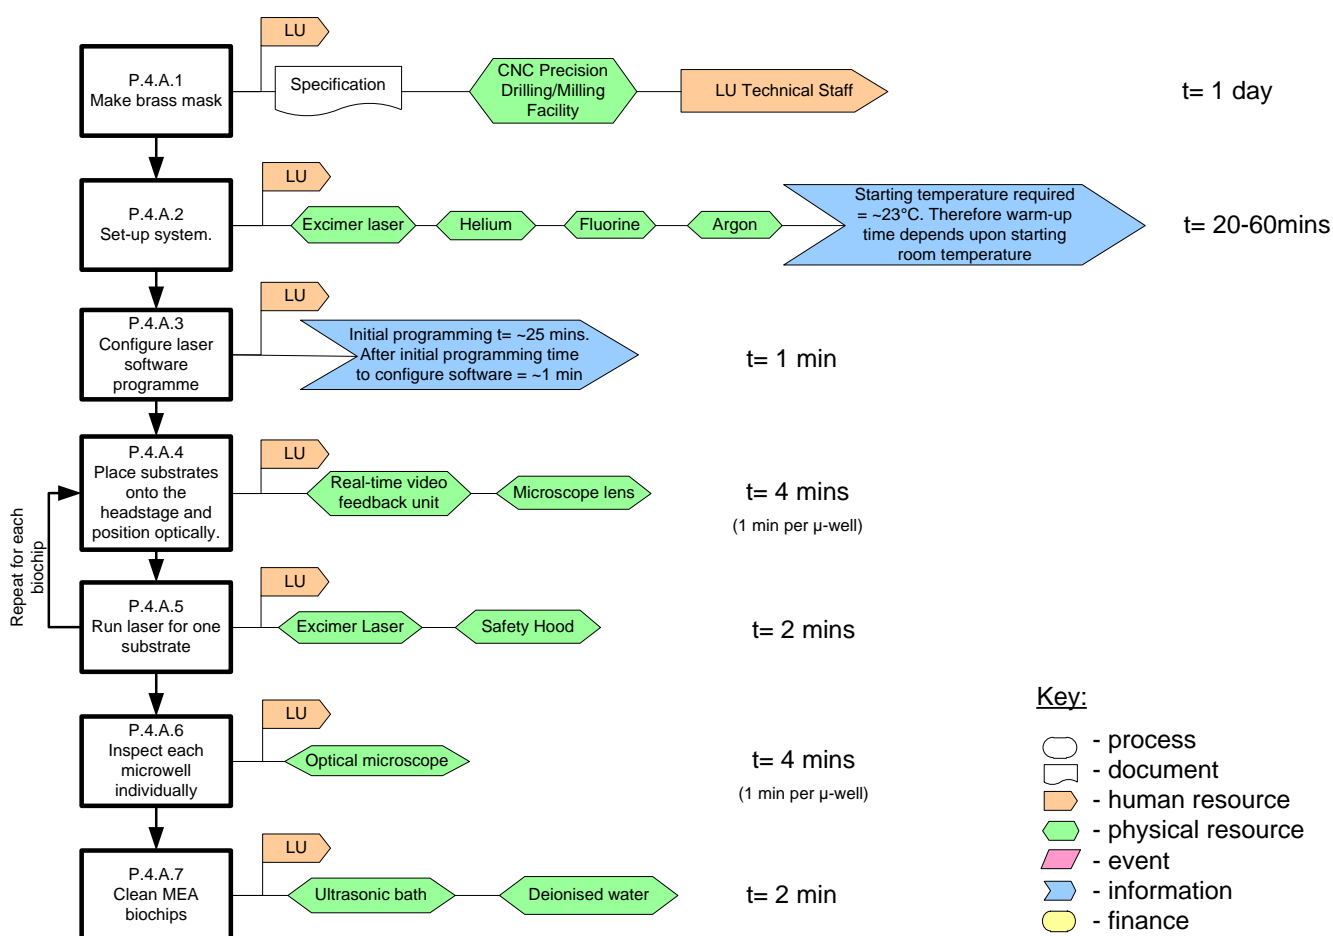 LU
P.4.A.1
Make brass mask
Specification
CNC Precision
Drilling/Milling
Facility
LU Technical Staff
t= 1 day
LU
P.4.A.2
Set-up system.
Excimer laser
Helium
Fluorine
Argon
Starting temperature required
= ~23°C. Therefore warm-up
time depends upon starting
room temperature
t= 20-60mins
LU
P.4.A.3
Configure laser
software
programme
Initial programming t= ~25 mins.
After initial programming time
to configure software = ~1 min
t= 1 min
LU
P.4.A.4
Place substrates
onto the
headstage and
position optically.
Real-time video
feedback unit
Microscope lens
t= 4 mins
(1 min per µ-well)
Repeat for each
biochip
LU
P.4.A.5
Run laser for one
substrate
Excimer Laser
Safety Hood
t= 2 mins
LU
P.4.A.6
Inspect each
microwell
individually
Optical microscope
t= 4 mins
(1 min per µ-well)
LU
P.4.A.7
Clean MEA
biochips
Ultrasonic bath
Deionised water
t= 2 min
Key:
- process
- document
- human resource
- physical resource
- event
- information
- finance